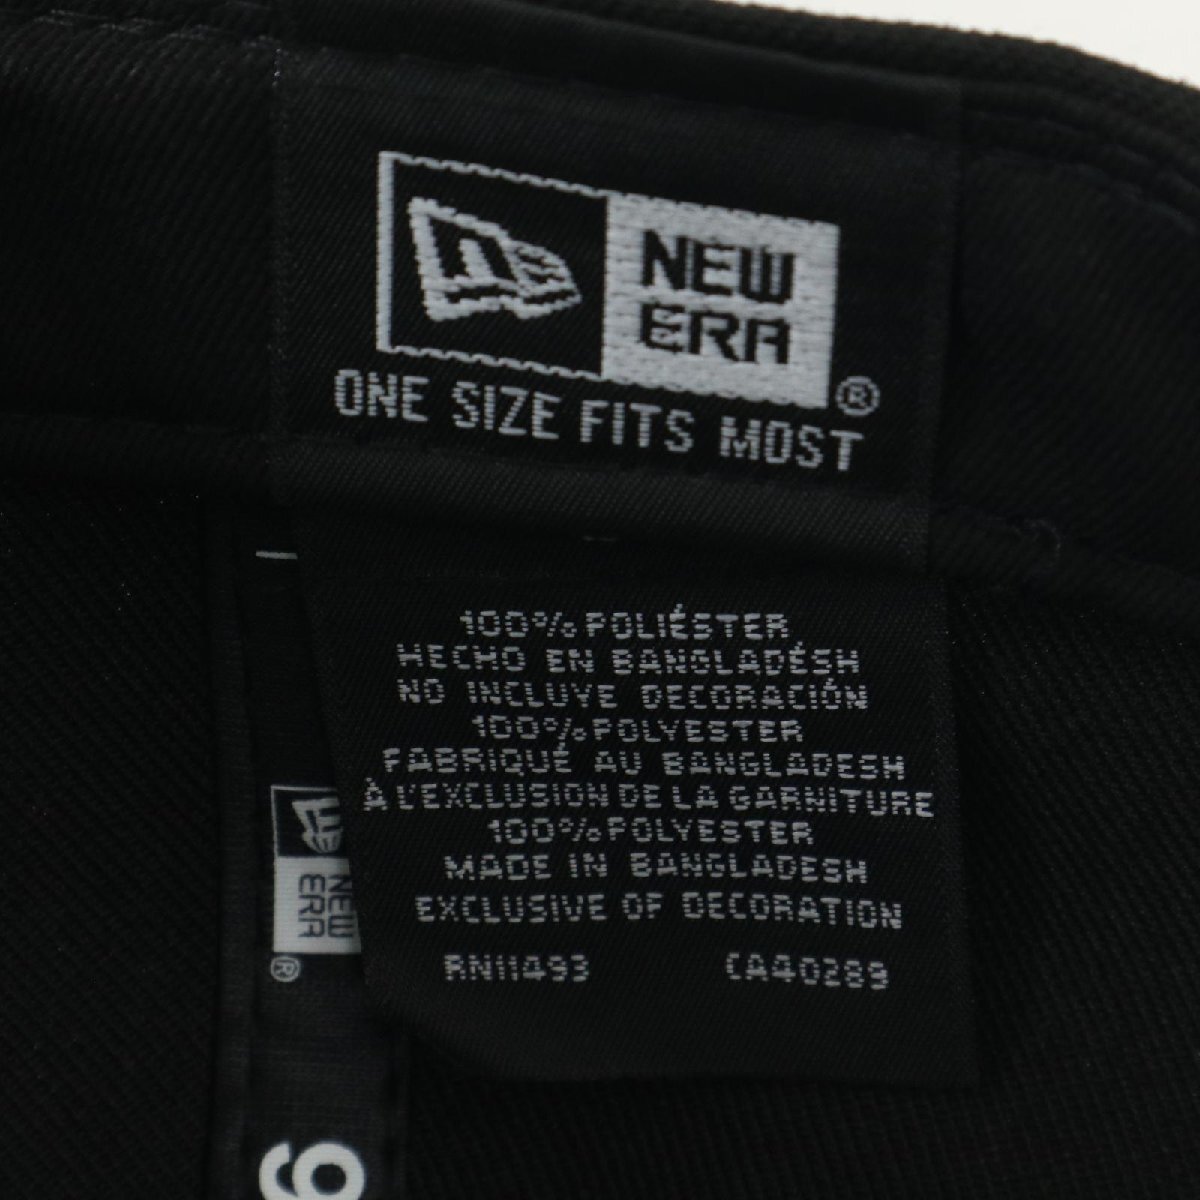 NEW
ERA
®
ONE SIZE FITS MOST
100% POLIÉSTER
HECHO EN BANGLADÉSH
NO INCLUYE DECORACIÓN
100% POLYESTER
FABRIQUÉ AU BANGLADESH
À L'EXCLUSION DE LA GARNITURE
100% POLYESTER
MADE IN BANGLADESH
EXCLUSIVE OF DECORATION
RN11493 CA40289
NEW
ERA
®
9